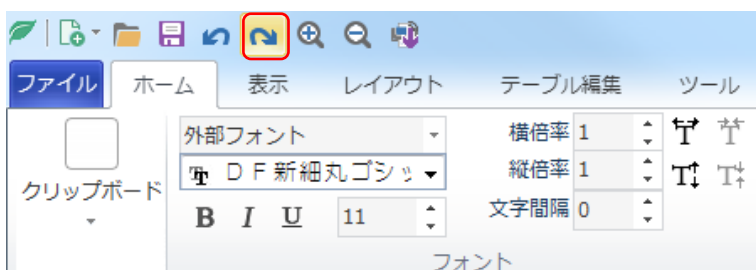 ファイル ホーム 表示 レイアウト テーブル編集 ツール
外部フォント 横倍率 1
ＤＦ新細丸ゴシッ 縦倍率 1
クリップボード
B I U 11 文字間隔 0
フォント